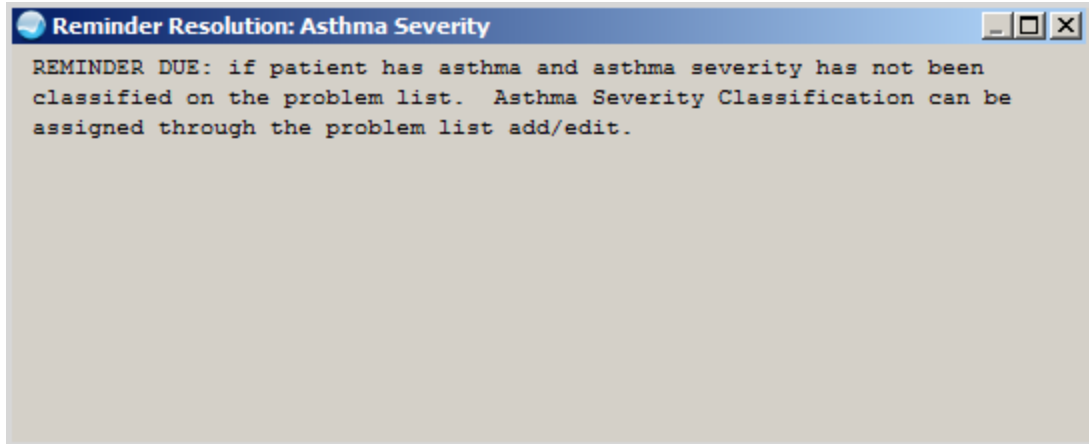 Reminder Resolution: Asthma Severity
REMINDER DUE: if patient has asthma and asthma severity has not been
classified on the problem list.  Asthma Severity Classification can be
assigned through the problem list add/edit.